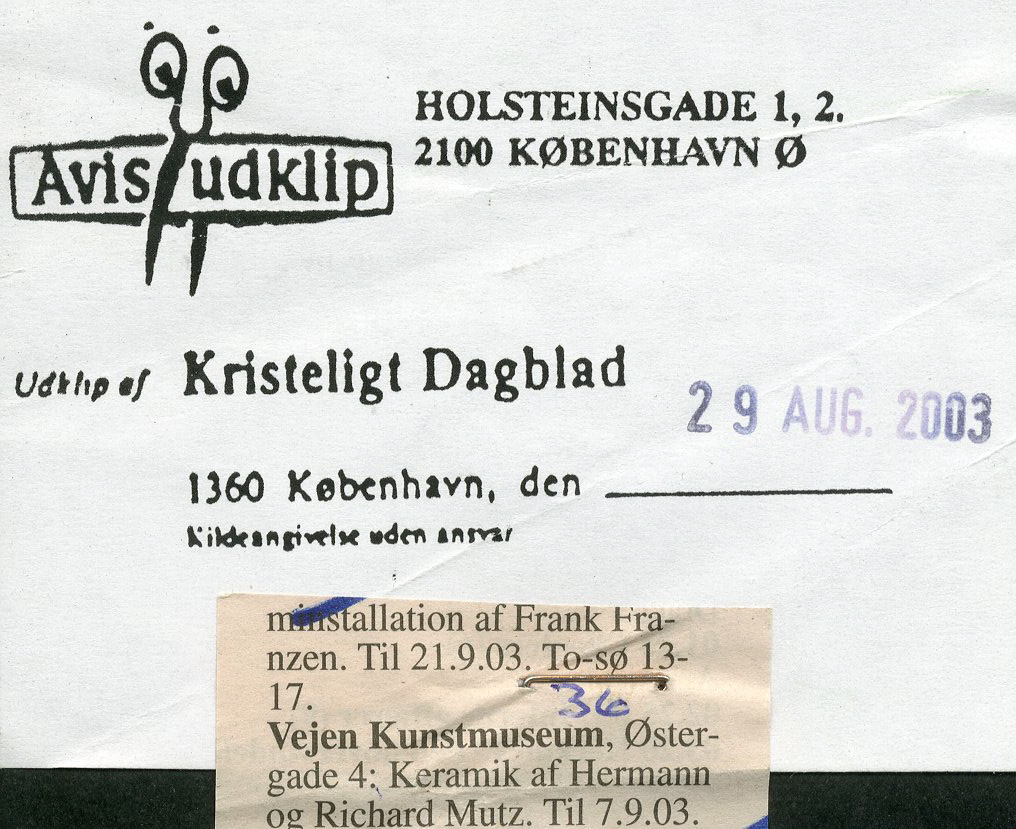 Avis udklip
HOLSTEINSGADE 1, 2.
2100 KØBENHAVN Ø
Udklip af Kristeligt Dagblad
29 AUG. 2003
1360 København, den
Kildeangivelse uden ansvar
minstallation af Frank Fra-
nzen. Til 21.9.03. To-sø 13-
17.
36
Vejen Kunstmuseum, Øster-
gade 4: Keramik af Hermann
og Richard Mutz. Til 7.9.03.